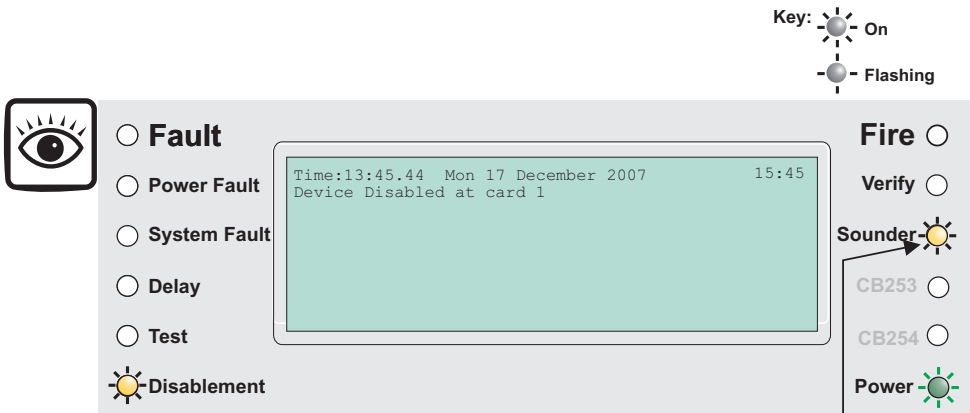 Key:
On
Flashing
Fault
Fire
Power Fault
Verify
System Fault
Sounder
Delay
CB253
Test
CB254
Disablement
Power
Time:13:45.44 Mon 17 December 2007 15:45
Device Disabled at card 1